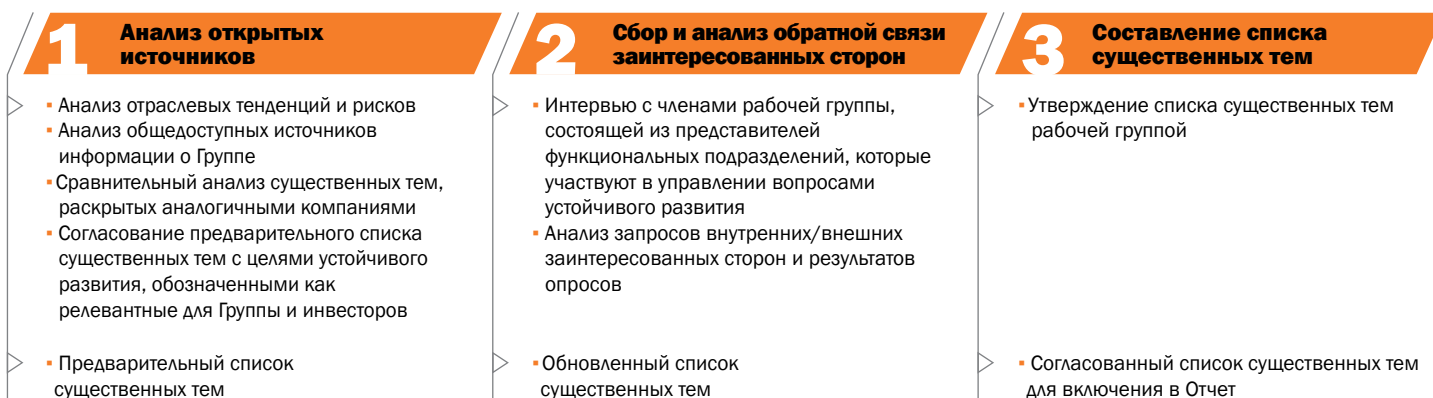 1
Анализ открытых
источников
▪ Анализ отраслевых тенденций и рисков
▪ Анализ общедоступных источников
информации о Группе
▪ Сравнительный анализ существенных тем,
раскрытых аналогичными компаниями
▪ Согласование предварительного списка
существенных тем с целями устойчивого
развития, обозначенными как
релевантные для Группы и инвесторов
▪ Предварительный список
существенных тем
2
Сбор и анализ обратной связи
заинтересованных сторон
▪ Интервью с членами рабочей группы,
состоящей из представителей
функциональных подразделений, которые
участвуют в управлении вопросами
устойчивого развития
▪ Анализ запросов внутренних/внешних
заинтересованных сторон и результатов
опросов
▪ Обновленный список
существенных тем
3
Составление списка
существенных тем
▪ Утверждение списка существенных тем
рабочей группой
▪ Согласованный список существенных тем
для включения в Отчет